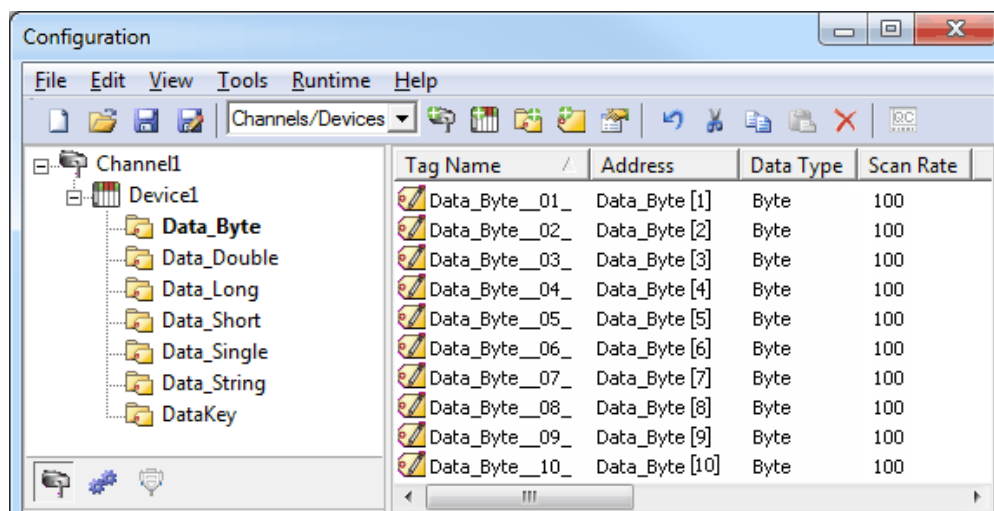 Configuration
File Edit View Tools Runtime Help
Channels/Devices
Channel1
Device1
Data_Byte
Data_Double
Data_Long
Data_Short
Data_Single
Data_String
DataKey
Tag Name Address Data Type Scan Rate
Data_Byte__01_ Data_Byte [1] Byte 100
Data_Byte__02_ Data_Byte [2] Byte 100
Data_Byte__03_ Data_Byte [3] Byte 100
Data_Byte__04_ Data_Byte [4] Byte 100
Data_Byte__05_ Data_Byte [5] Byte 100
Data_Byte__06_ Data_Byte [6] Byte 100
Data_Byte__07_ Data_Byte [7] Byte 100
Data_Byte__08_ Data_Byte [8] Byte 100
Data_Byte__09_ Data_Byte [9] Byte 100
Data_Byte__10_ Data_Byte [10] Byte 100